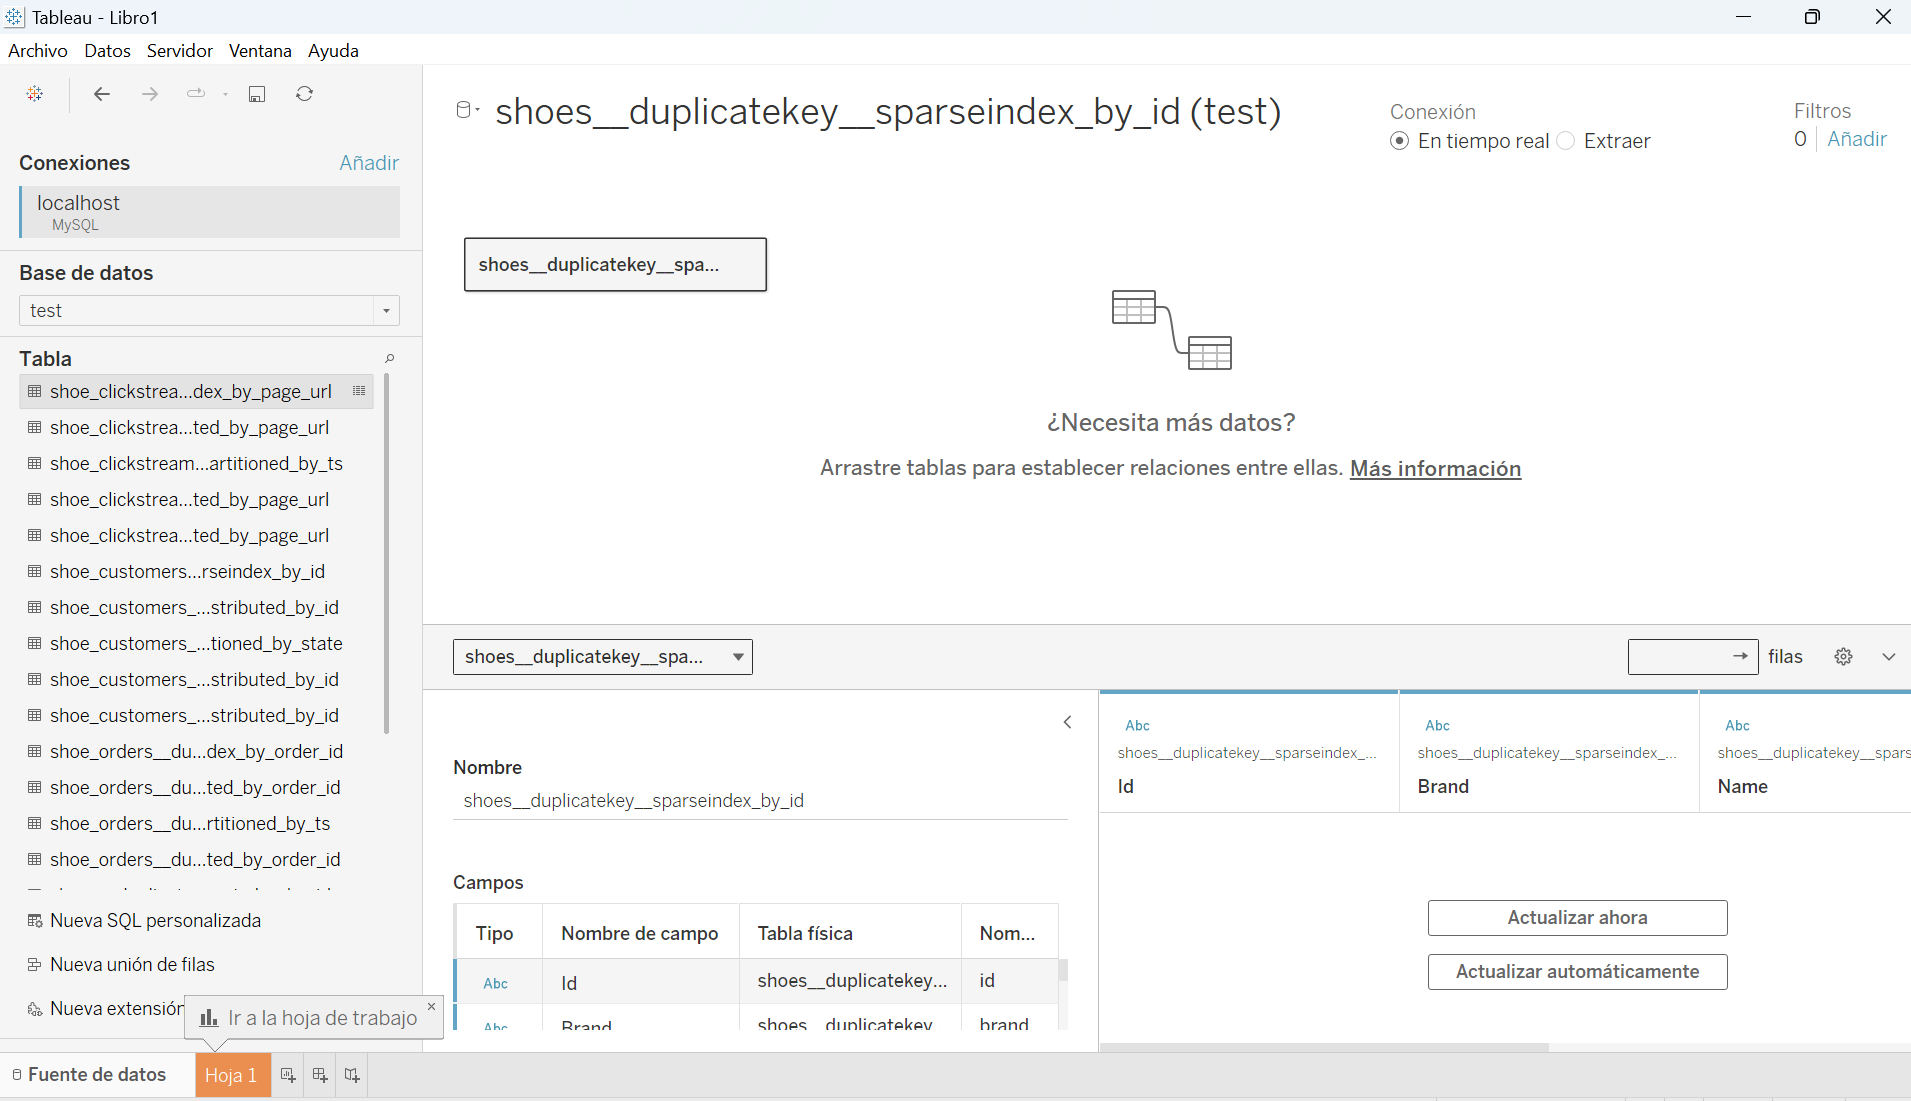 Tableau - Libro1
Archivo Datos Servidor Ventana Ayuda
Conexiones Añadir
localhost
MySQL
Base de datos
test
Tabla
shoe_clickstrea...dex_by_page_url
shoe_clickstrea...ted_by_page_url
shoe_clickstream...artitioned_by_ts
shoe_clickstrea...ted_by_page_url
shoe_clickstrea...ted_by_page_url
shoe_customers...rseindex_by_id
shoe_customers_...stributed_by_id
shoe_customers_...tioned_by_state
shoe_customers_...stributed_by_id
shoe_customers_...stributed_by_id
shoe_orders__du...dex_by_order_id
shoe_orders__du...ted_by_order_id
shoe_orders__du...rtitioned_by_ts
shoe_orders__du...ted_by_order_id
Nueva SQL personalizada
Nueva unión de filas
Nueva extensión
Ir a la hoja de trabajo
shoes__duplicatekey__sparseindex_by_id (test)
Conexión
En tiempo real Extraer
Filtros
0 Añadir
shoes__duplicatekey__spa...
¿Necesita más datos?
Arrastre tablas para establecer relaciones entre ellas. Más información
shoes__duplicatekey__spa...
filas
Nombre
shoes__duplicatekey__sparseindex_by_id
Campos
Tipo Nombre de campo Tabla física Nom...
Abc Id shoes__duplicatekey... id
Abc Brand shoes__duplicatekey brand
Abc Abc Abc
shoes__duplicatekey__sparseindex_... shoes__duplicatekey__sparseindex_... shoes__duplicatekey__spars
Id Brand Name
Actualizar ahora
Actualizar automáticamente
Fuente de datos Hoja 1